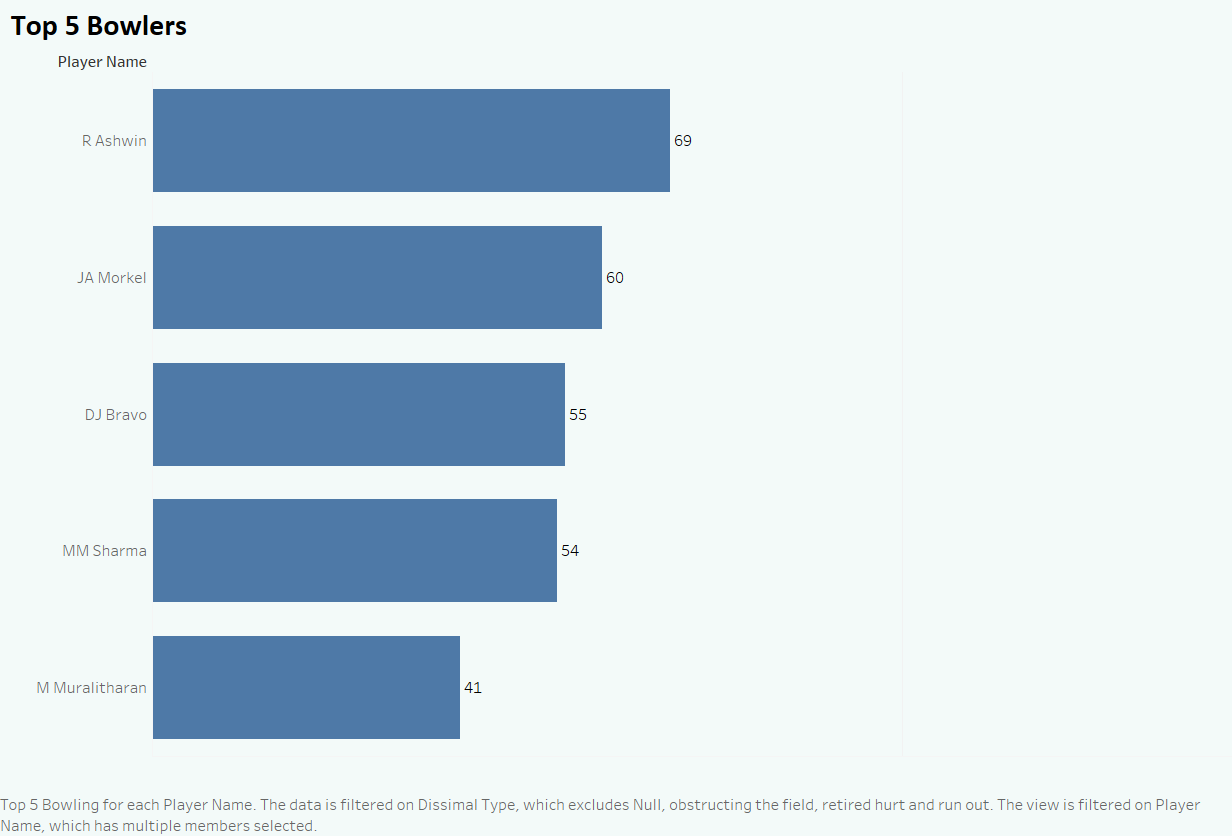 Top 5 Bowlers
Player Name
R Ashwin
69
JA Morkel
60
DJ Bravo
55
MM Sharma
54
M Muralitharan
41
Top 5 Bowling for each Player Name. The data is filtered on Dissimal Type, which excludes Null, obstructing the field, retired hurt and run out. The view is filtered on Player
Name, which has multiple members selected.